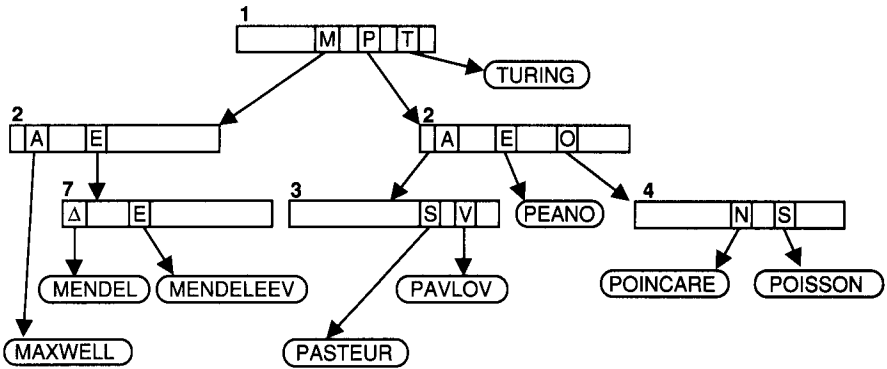 1
M P T
TURING
2
A E
2
A E O
7
Δ E
3
S V
PEANO
4
N S
MENDEL
MENDELEEV
PAVLOV
POINCARE
POISSON
MAXWELL
PASTEUR